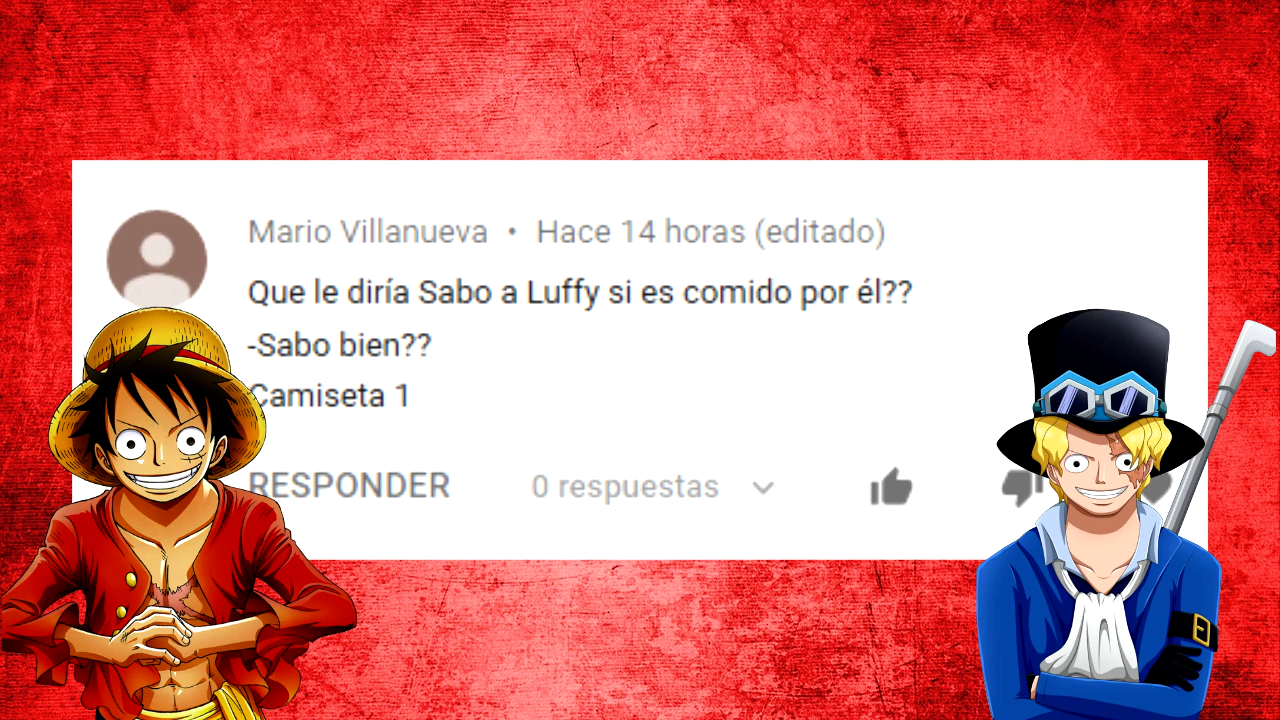 Mario Villanueva • Hace 14 horas (editado)
Que le diría Sabo a Luffy si es comido por él??
-Sabo bien??
Camiseta 1
RESPONDER 0 respuestas